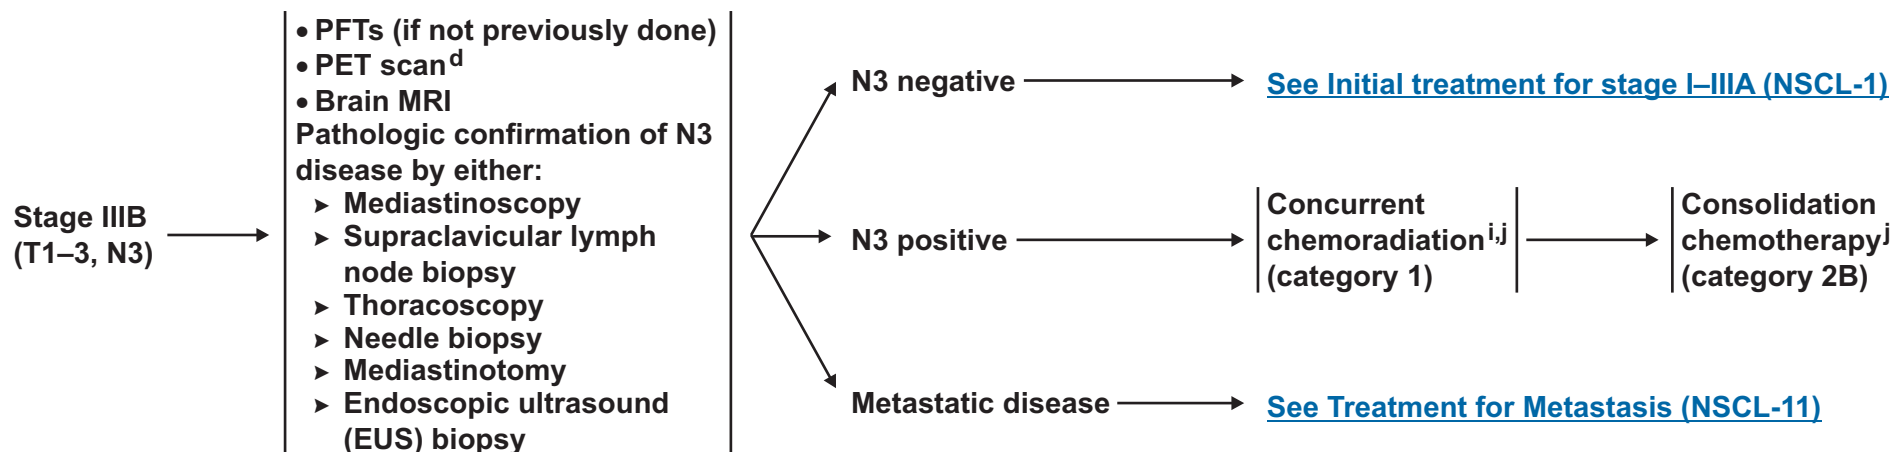 Stage IIIB
(T1–3, N3)
• PFTs (if not previously done)
• PET scan d
• Brain MRI
Pathologic confirmation of N3
disease by either:
➤ Mediastinoscopy
➤ Supraclavicular lymph
node biopsy
➤ Thoracoscopy
➤ Needle biopsy
➤ Mediastinotomy
➤ Endoscopic ultrasound
(EUS) biopsy
N3 negative
See Initial treatment for stage I–IIIA (NSCL-1)
N3 positive
Concurrent
chemoradiation i,j
(category 1)
Consolidation
chemotherapy j
(category 2B)
Metastatic disease
See Treatment for Metastasis (NSCL-11)